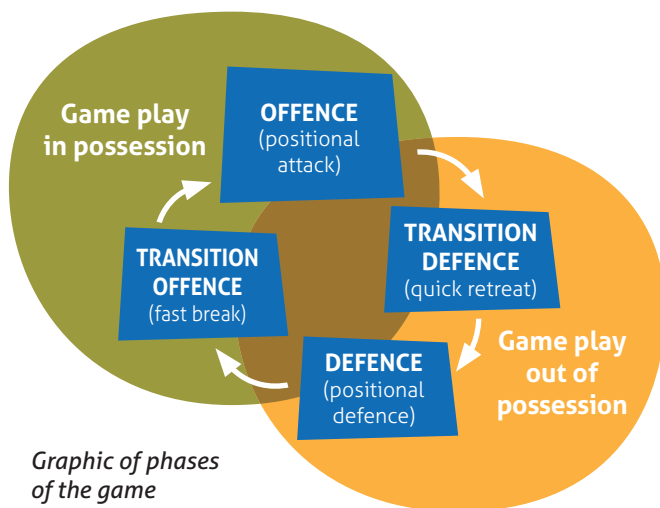 Game play
in possession
OFFENCE
(positional
attack)
TRANSITION
DEFENCE
(quick retreat)
TRANSITION
OFFENCE
(fast break)
DEFENCE
(positional
defence)
Game play
out of
possession
Graphic of phases
of the game